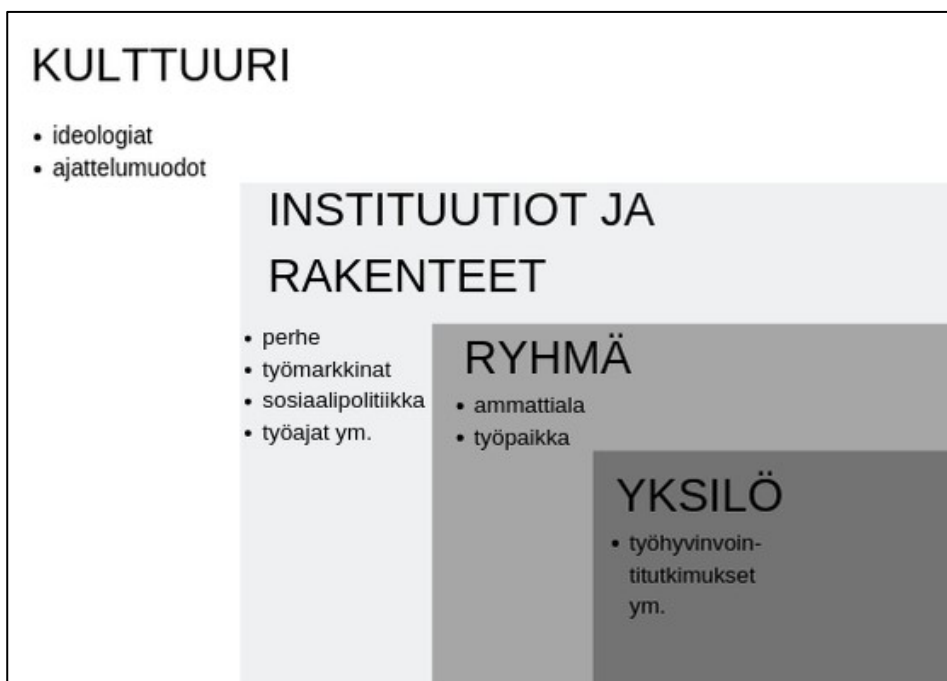 KULTTUURI
• ideologiat
• ajattelumuodot
INSTITUUTIOT JA
RAKENTEET
• perhe
• työmarkkinat
• sosiaalipolitiikka
• työajat ym.
RYHMÄ
• ammattiala
• työpaikka
YKSILÖ
• työhyvinvoin-
titutkimukset
ym.